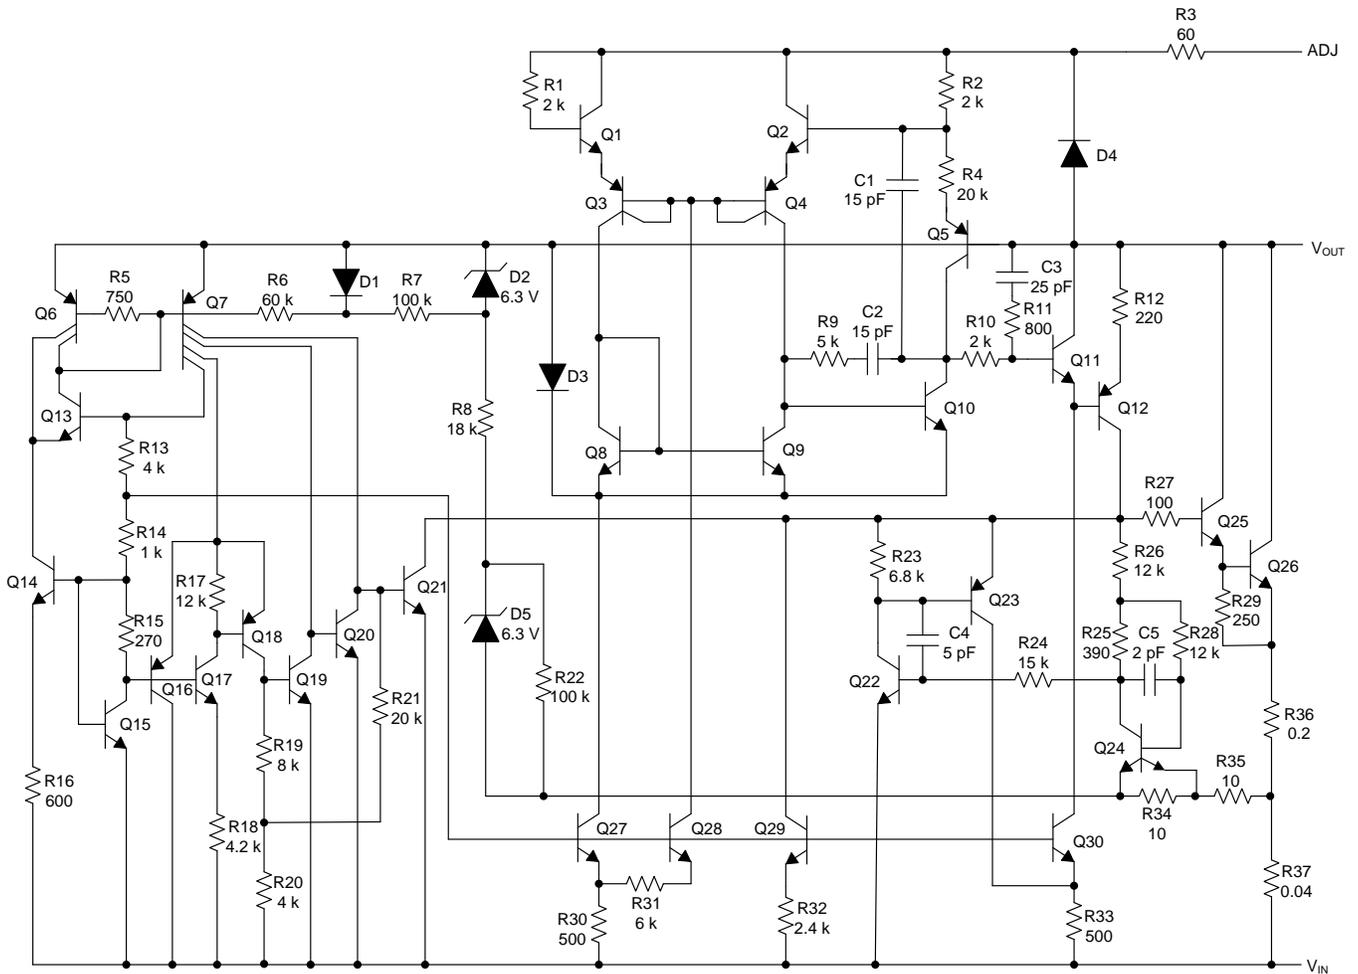 R3
60
ADJ
R1
2 k
R2
2 k
Q1
Q2
D4
C1
15 pF
R4
20 k
Q3
Q4
Q5
VOUT
R5
750
Q6
Q7
R6
60 k
D1
R7
100 k
D2
6.3 V
C3
25 pF
R12
220
R9
5 k
C2
15 pF
R10
2 k
R11
800
Q11
D3
Q13
R8
18 k
Q10
Q12
R13
4 k
Q8
Q9
R27
100
Q25
R14
1 k
Q14
R17
12 k
Q21
R23
6.8 k
R26
12 k
Q26
R15
270
Q18
Q20
D5
6.3 V
Q23
R29
250
C4
5 pF
R25
390
C5
2 pF
R28
12 k
R24
15 k
Q16
Q17
Q19
R22
100 k
Q22
R21
20 k
Q15
R36
0.2
Q24
R19
8 k
R35
10
R16
600
R34
10
R18
4.2 k
Q27
Q28
Q29
Q30
R20
4 k
R31
6 k
R37
0.04
R30
500
R32
2.4 k
R33
500
VIN